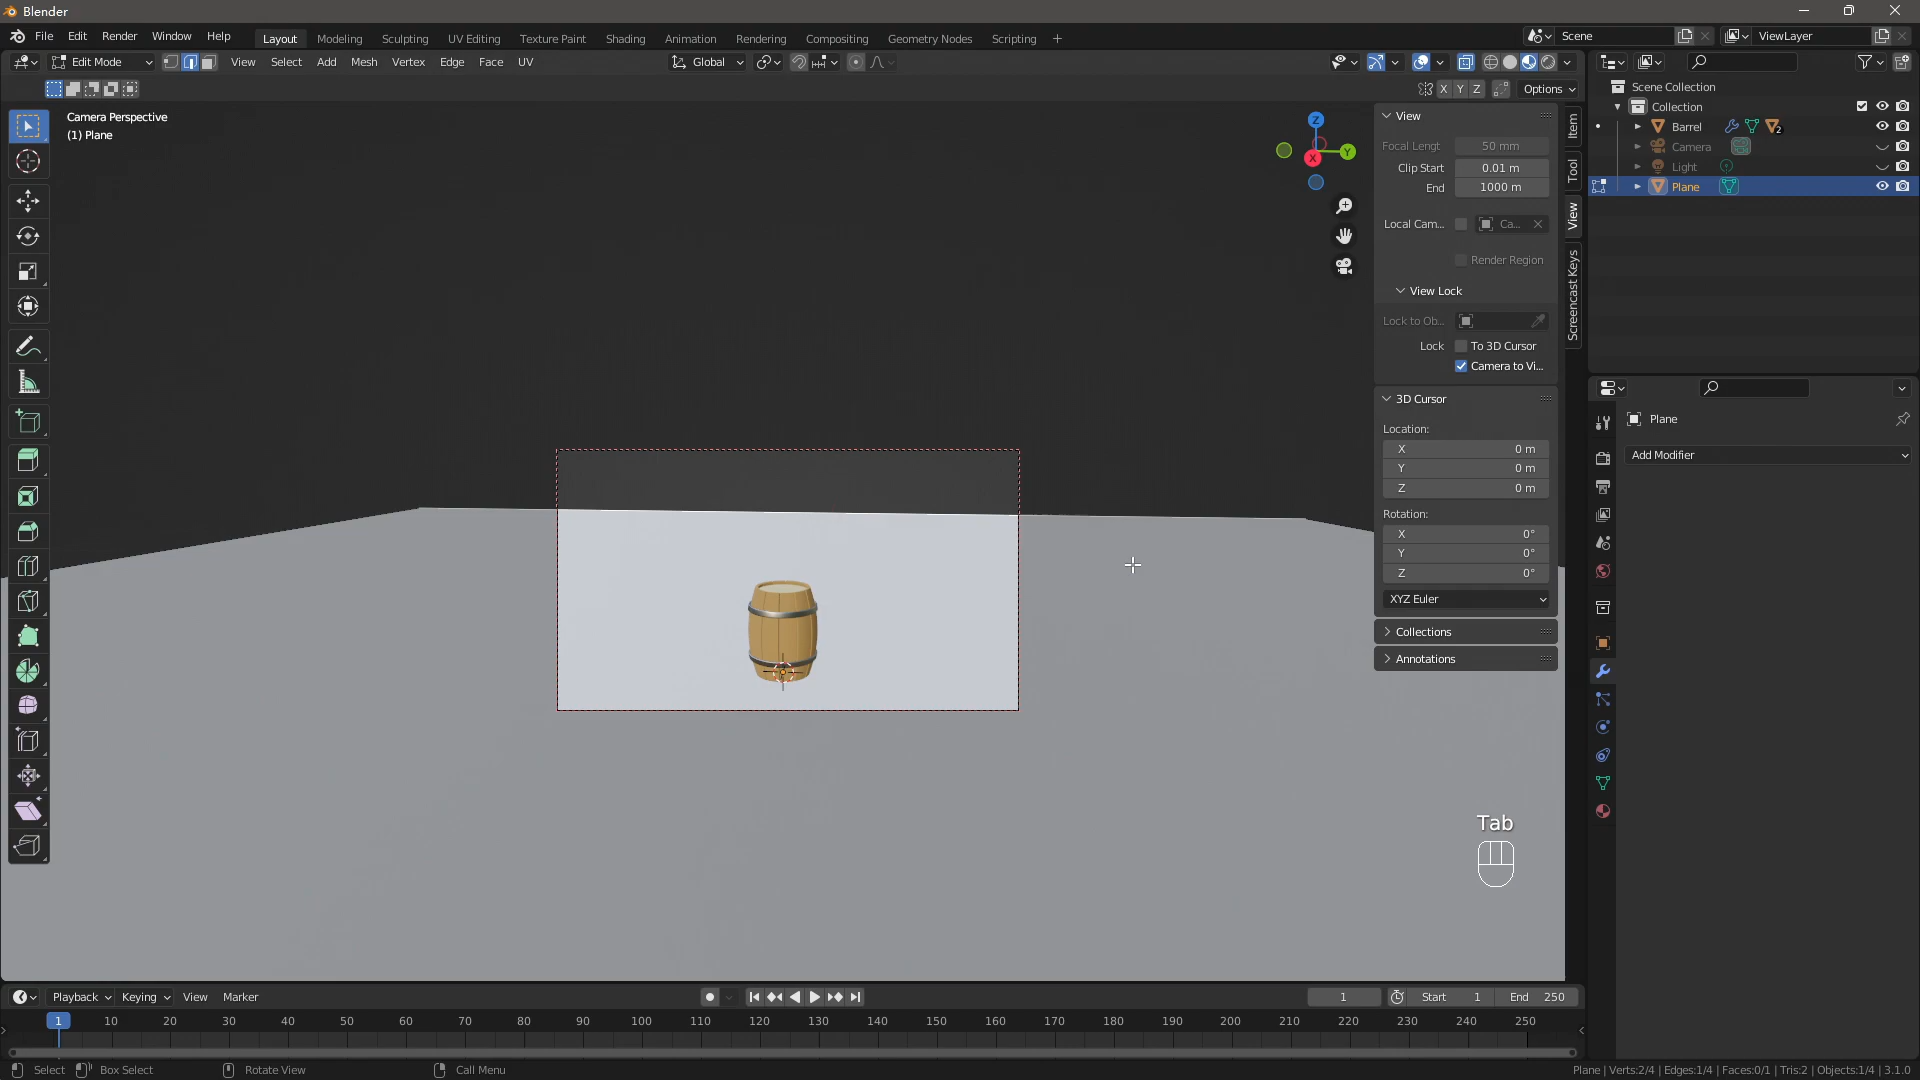 Blender
File Edit Render Window Help
Layout Modeling Sculpting UV Editing Texture Paint Shading Animation Rendering Compositing Geometry Nodes Scripting +
Scene
ViewLayer
Edit Mode View Select Add Mesh Vertex Edge Face UV
Global
X Y Z Options
Camera Perspective
(1) Plane
Z
Y
X
View
Focal Lengt 50 mm
Clip Start 0.01 m
End 1000 m
Local Cam... Ca...
Render Region
View Lock
Lock to Ob...
Lock To 3D Cursor
Camera to Vi...
3D Cursor
Location:
X 0 m
Y 0 m
Z 0 m
Rotation:
X 0°
Y 0°
Z 0°
XYZ Euler
Collections
Annotations
Item
Tool
View
Screencast Keys
Scene Collection
Collection
Barrel 2
Camera
Light
Plane
Plane
Add Modifier
Tab
Playback Keying View Marker
1
Start 1
End 250
1 10 20 30 40 50 60 70 80 90 100 110 120 130 140 150 160 170 180 190 200 210 220 230 240 250
Select Box Select Rotate View Call Menu
Plane | Verts:2/4 | Edges:1/4 | Faces:0/1 | Tris:2 | Objects:1/4 | 3.1.0